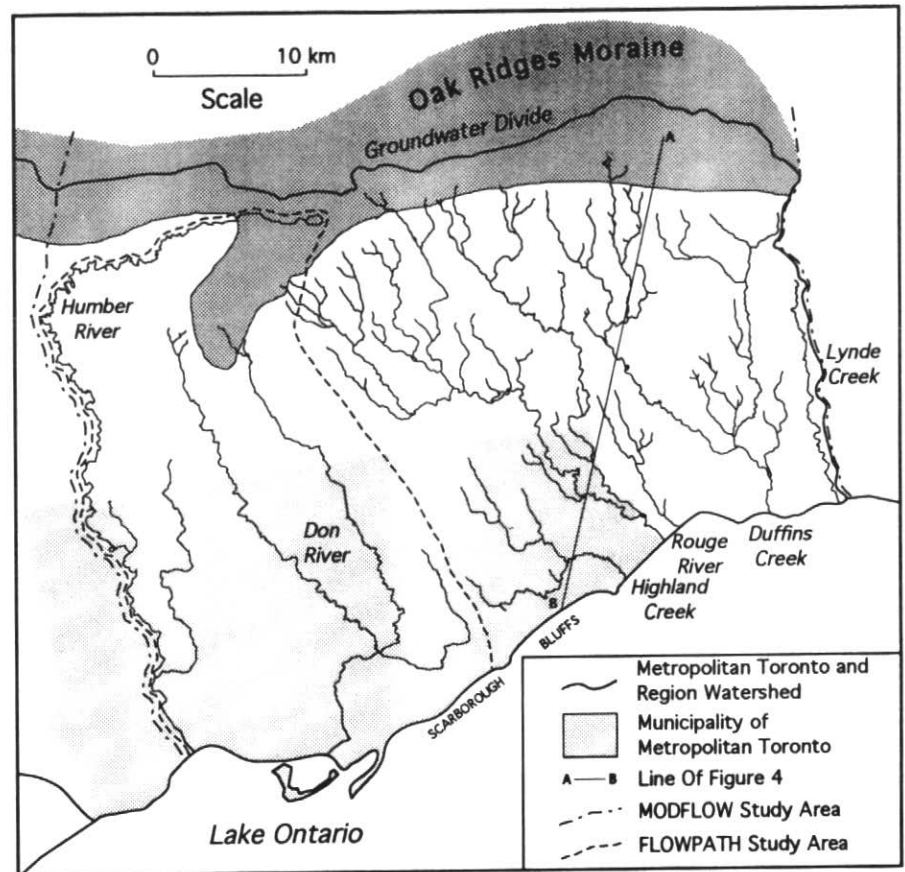 0 10 km
Scale
Oak Ridges Moraine
Groundwater Divide
A
Humber
River
Lynde
Creek
Don
River
Rouge
River
Duffins
Creek
Highland
Creek
B
SCARBOROUGH BLUFFS
Lake Ontario
Metropolitan Toronto and
Region Watershed
Municipality of
Metropolitan Toronto
A B Line Of Figure 4
MODFLOW Study Area
FLOWPATH Study Area